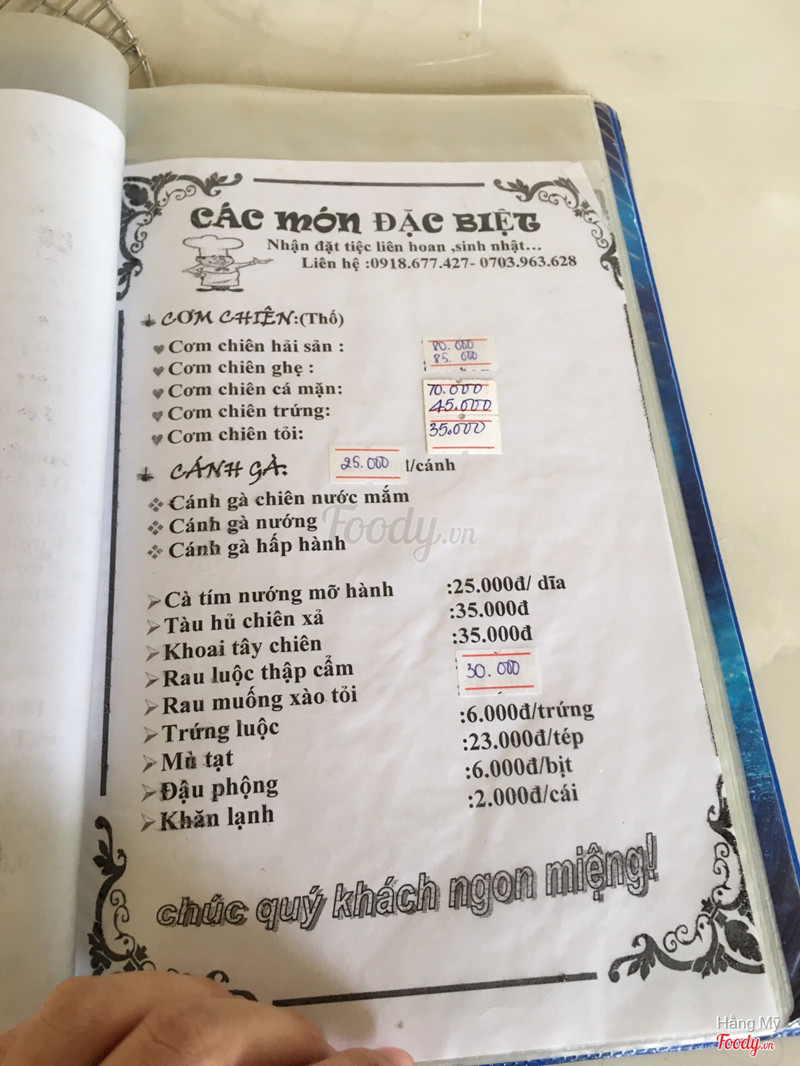 CÁC MÓN ĐẶC BIỆT
Nhận đặt tiệc liên hoan ,sinh nhật...
Liên hệ :0918.677.427- 0703.963.628
CƠM CHIÊN:(Thố)
Cơm chiên hải sản : 80.000
Cơm chiên ghẹ : 85.000
Cơm chiên cá mặn: 70.000
Cơm chiên trứng: 45.000
Cơm chiên tỏi: 35.000
CÁNH GÀ: 25.000 /cánh
Cánh gà chiên nước mắm
Cánh gà nướng
Cánh gà hấp hành
Foody.vn
Cà tím nướng mỡ hành :25.000đ/ dĩa
Tàu hủ chiên xả :35.000đ
Khoai tây chiên :35.000đ
Rau luộc thập cẩm 30.000
Rau muống xào tỏi
Trứng luộc :6.000đ/trứng
Mù tạt :23.000đ/tép
Đậu phộng :6.000đ/bịt
Khăn lạnh :2.000đ/cái
chúc quý khách ngon miệng!
Hằng Mỹ
Foody.vn